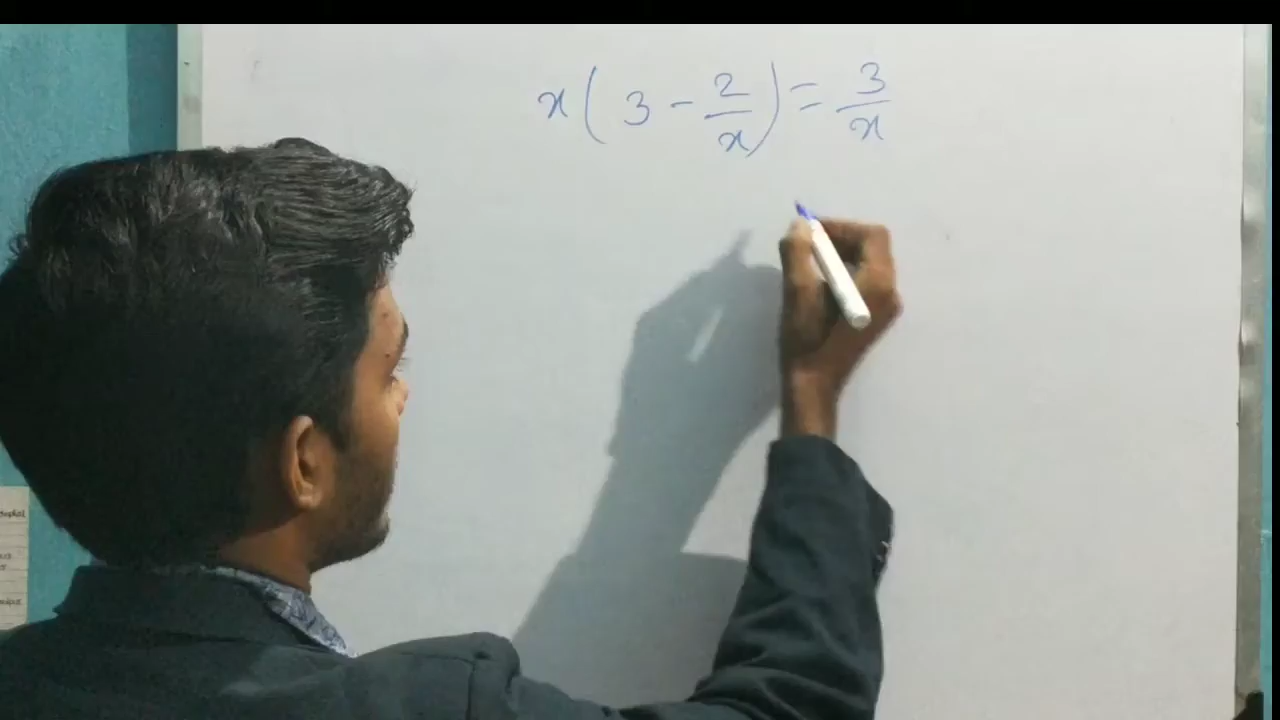 x(3 - 2/x) = 3/x